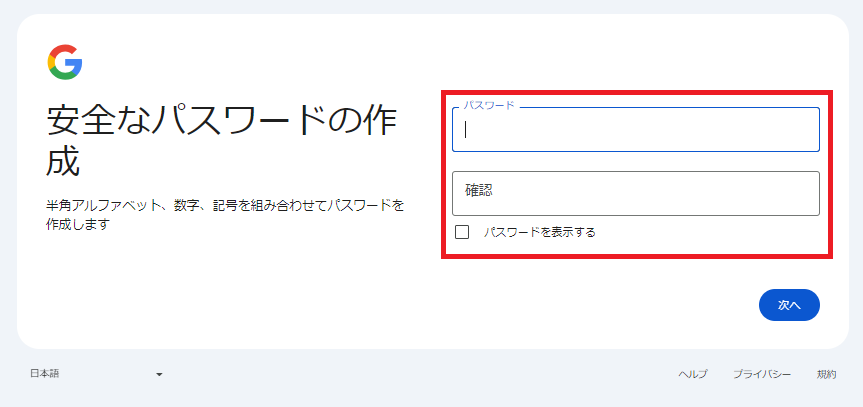 安全なパスワードの作
成
半角アルファベット、数字、記号を組み合わせてパスワードを
作成します
パスワード
確認
パスワードを表示する
次へ
日本語
ヘルプ
プライバシー
規約